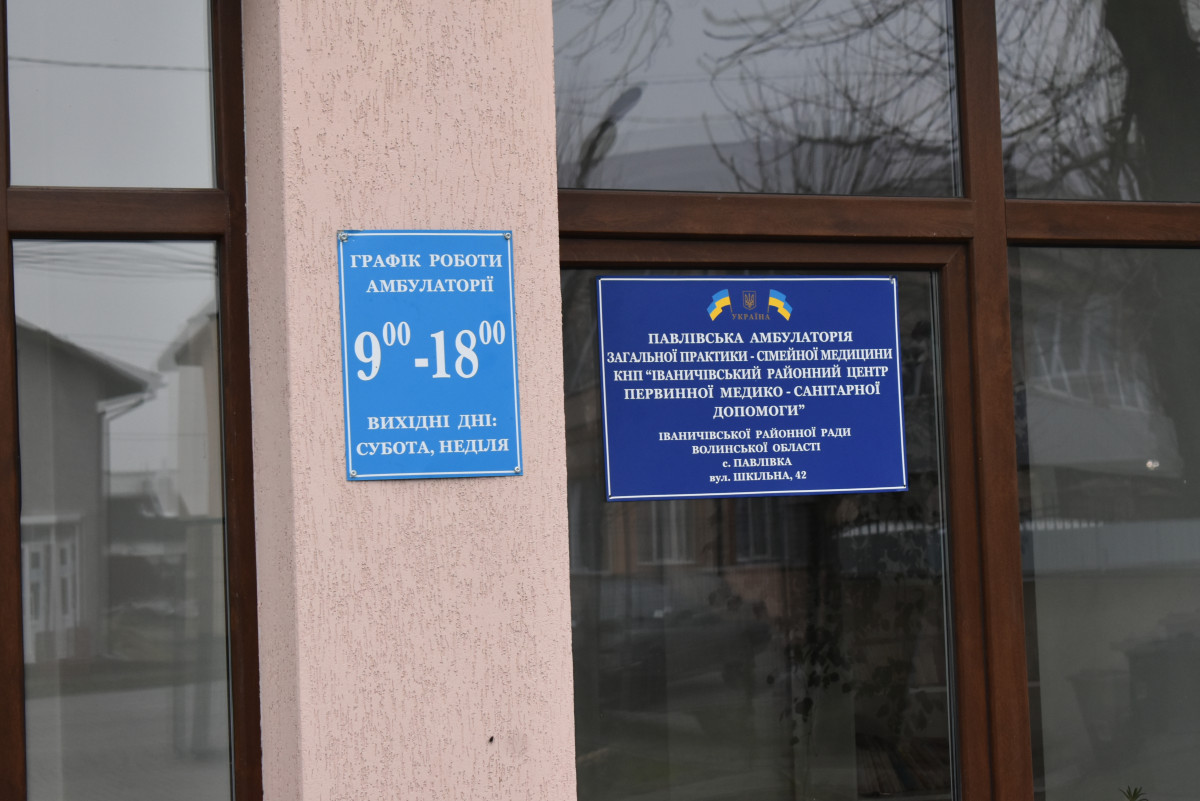 ГРАФІК РОБОТИ
АМБУЛАТОРІЇ
9⁰⁰-18⁰⁰
ВИХІДНІ ДНІ:
СУБОТА, НЕДІЛЯ
УКРАЇНА
ПАВЛІВСЬКА АМБУЛАТОРІЯ
ЗАГАЛЬНОЇ ПРАКТИКИ - СІМЕЙНОЇ МЕДИЦИНИ
КНП “ІВАНИЧІВСЬКИЙ РАЙОННИЙ ЦЕНТР
ПЕРВИННОЇ МЕДИКО - САНІТАРНОЇ
ДОПОМОГИ”
ІВАНИЧІВСЬКОЇ РАЙОННОЇ РАДИ
ВОЛИНСЬКОЇ ОБЛАСТІ
с. ПАВЛІВКА
вул. ШКІЛЬНА, 42